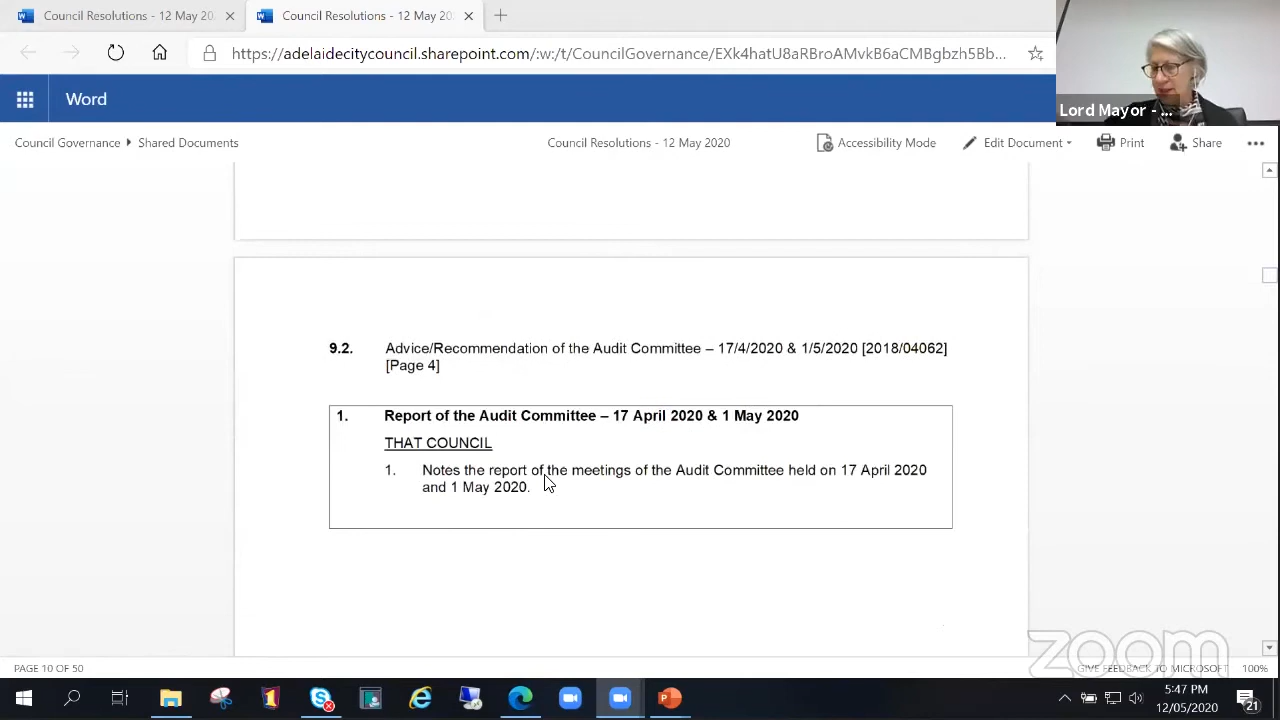 Council Resolutions - 12 May 20
Council Resolutions - 12 May 20
https://adelaidecitycouncil.sharepoint.com/:w:/t/CouncilGovernance/EXk4hatU8aRBroAMvkB6aCMBgbzh5Bb...
Word
Lord Mayor - ...
Council Governance Shared Documents
Council Resolutions - 12 May 2020
Accessibility Mode
Edit Document
Print
Share
9.2. Advice/Recommendation of the Audit Committee – 17/4/2020 & 1/5/2020 [2018/04062]
[Page 4]
1. Report of the Audit Committee – 17 April 2020 & 1 May 2020
THAT COUNCIL
1. Notes the report of the meetings of the Audit Committee held on 17 April 2020
and 1 May 2020.
zoom
PAGE 10 OF 50
GIVE FEEDBACK TO MICROSOFT 100%
5:47 PM
12/05/2020
21